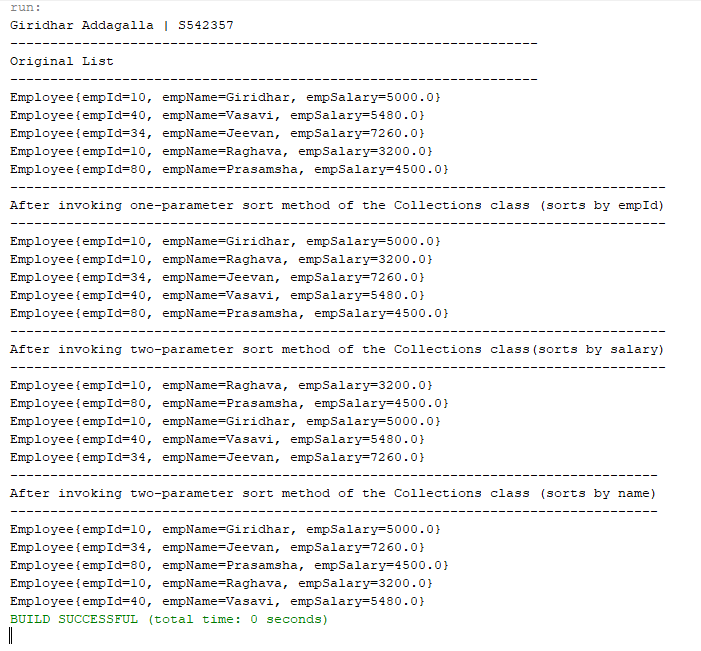 run:
Giridhar Addagalla | S542357
------------------------------------------------------------------
Original List
------------------------------------------------------------------
Employee{empId=10, empName=Giridhar, empSalary=5000.0}
Employee{empId=40, empName=Vasavi, empSalary=5480.0}
Employee{empId=34, empName=Jeevan, empSalary=7260.0}
Employee{empId=10, empName=Raghava, empSalary=3200.0}
Employee{empId=80, empName=Prasamsha, empSalary=4500.0}
----------------------------------------------------------------------------------
After invoking one-parameter sort method of the Collections class (sorts by empId)
----------------------------------------------------------------------------------
Employee{empId=10, empName=Giridhar, empSalary=5000.0}
Employee{empId=10, empName=Raghava, empSalary=3200.0}
Employee{empId=34, empName=Jeevan, empSalary=7260.0}
Employee{empId=40, empName=Vasavi, empSalary=5480.0}
Employee{empId=80, empName=Prasamsha, empSalary=4500.0}
----------------------------------------------------------------------------------
After invoking two-parameter sort method of the Collections class(sorts by salary)
----------------------------------------------------------------------------------
Employee{empId=10, empName=Raghava, empSalary=3200.0}
Employee{empId=80, empName=Prasamsha, empSalary=4500.0}
Employee{empId=10, empName=Giridhar, empSalary=5000.0}
Employee{empId=40, empName=Vasavi, empSalary=5480.0}
Employee{empId=34, empName=Jeevan, empSalary=7260.0}
---------------------------------------------------------------------------------
After invoking two-parameter sort method of the Collections class (sorts by name)
---------------------------------------------------------------------------------
Employee{empId=10, empName=Giridhar, empSalary=5000.0}
Employee{empId=34, empName=Jeevan, empSalary=7260.0}
Employee{empId=80, empName=Prasamsha, empSalary=4500.0}
Employee{empId=10, empName=Raghava, empSalary=3200.0}
Employee{empId=40, empName=Vasavi, empSalary=5480.0}
BUILD SUCCESSFUL (total time: 0 seconds)